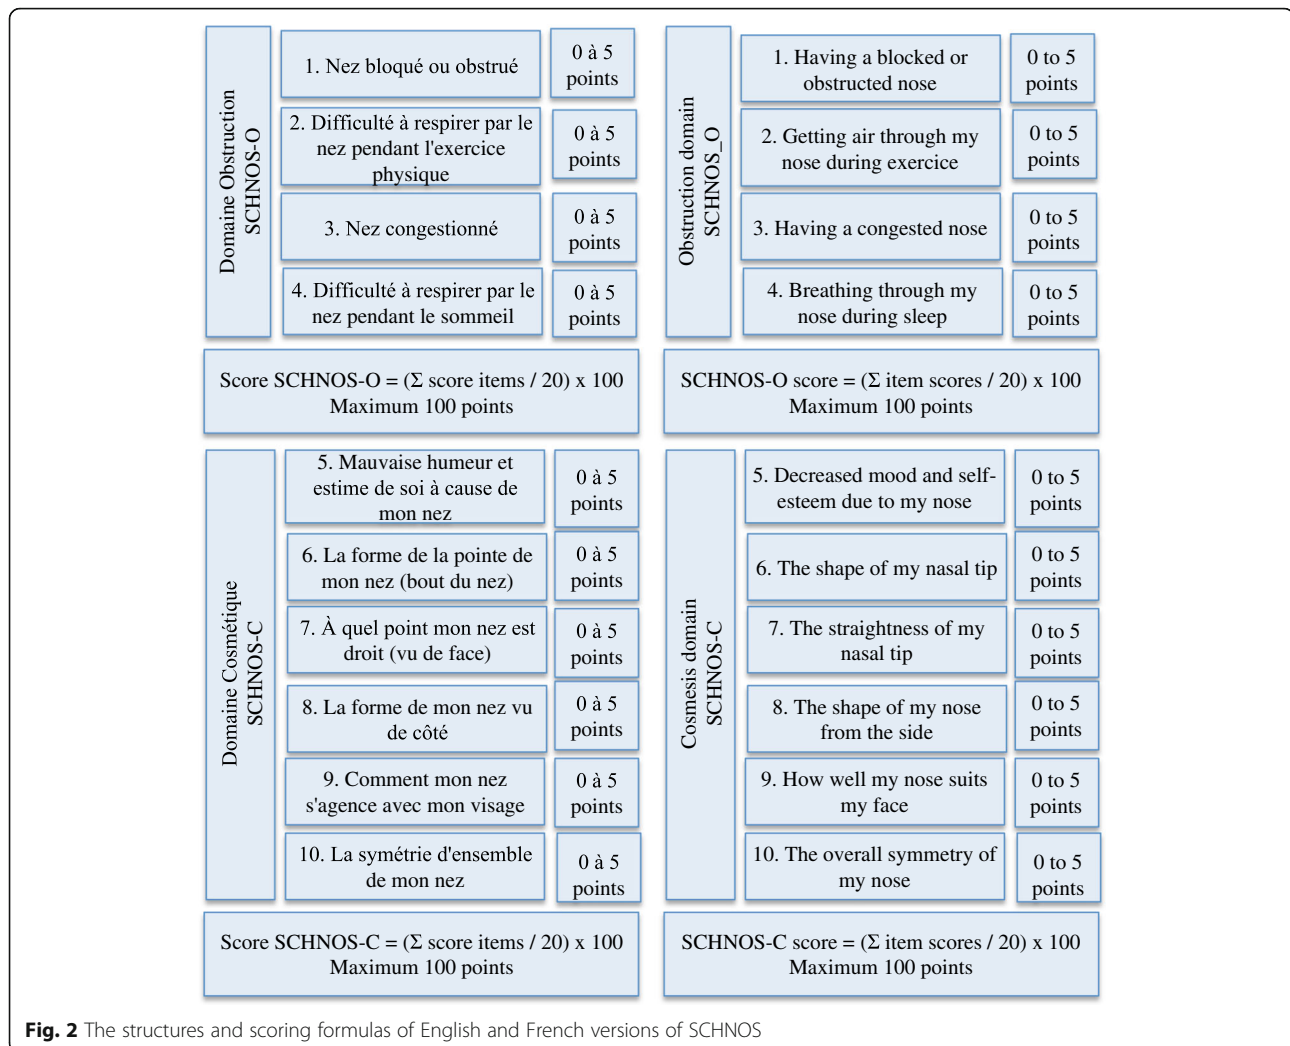 Domaine Obstruction
SCHNOS-O
1. Nez bloqué ou obstrué
0 à 5
points
2. Difficulté à respirer par le
nez pendant l'exercice
physique
0 à 5
points
3. Nez congestionné
0 à 5
points
4. Difficulté à respirer par le
nez pendant le sommeil
0 à 5
points
Score SCHNOS-O = (Σ score items / 20) x 100
Maximum 100 points
Domaine Cosmétique
SCHNOS-C
5. Mauvaise humeur et
estime de soi à cause de
mon nez
0 à 5
points
6. La forme de la pointe de
mon nez (bout du nez)
0 à 5
points
7. À quel point mon nez est
droit (vu de face)
0 à 5
points
8. La forme de mon nez vu
de côté
0 à 5
points
9. Comment mon nez
s'agence avec mon visage
0 à 5
points
10. La symétrie d'ensemble
de mon nez
0 à 5
points
Score SCHNOS-C = (Σ score items / 20) x 100
Maximum 100 points
Obstruction domain
SCHNOS_O
1. Having a blocked or
obstructed nose
0 to 5
points
2. Getting air through my
nose during exercice
0 to 5
points
3. Having a congested nose
0 to 5
points
4. Breathing through my
nose during sleep
0 to 5
points
SCHNOS-O score = (Σ item scores / 20) x 100
Maximum 100 points
Cosmesis domain
SCHNOS-C
5. Decreased mood and self-
esteem due to my nose
0 to 5
points
6. The shape of my nasal tip
0 to 5
points
7. The straightness of my
nasal tip
0 to 5
points
8. The shape of my nose
from the side
0 to 5
points
9. How well my nose suits
my face
0 to 5
points
10. The overall symmetry of
my nose
0 to 5
points
SCHNOS-C score = (Σ item scores / 20) x 100
Maximum 100 points
Fig. 2 The structures and scoring formulas of English and French versions of SCHNOS